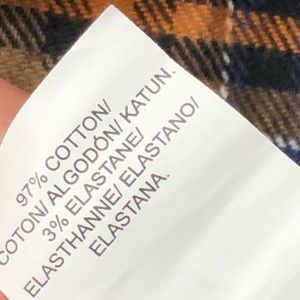 97% COTTON/
COTON/ ALGODÓN/ KATUN.
3% ELASTANE/
ELASTHANNE/ ELASTANO/
ELASTANA.